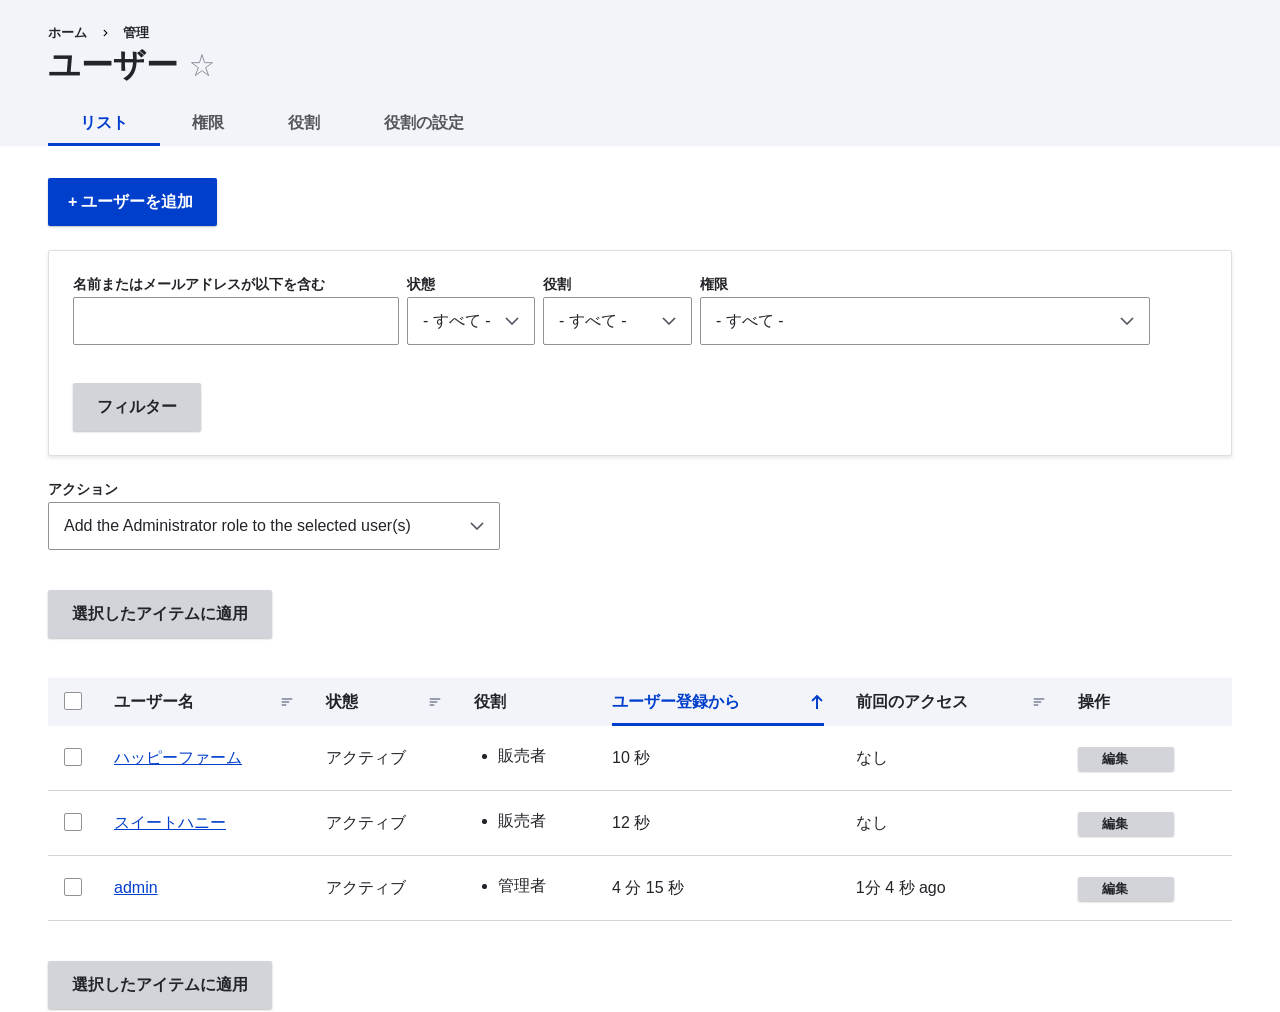 ホーム › 管理
ユーザー ☆
リスト 権限 役割 役割の設定
+ ユーザーを追加
名前またはメールアドレスが以下を含む 状態 役割 権限
- すべて - - すべて - - すべて -
フィルター
アクション
Add the Administrator role to the selected user(s)
選択したアイテムに適用
ユーザー名 状態 役割 ユーザー登録から 前回のアクセス 操作
ハッピーファーム アクティブ • 販売者 10 秒 なし 編集
スイートハニー アクティブ • 販売者 12 秒 なし 編集
admin アクティブ • 管理者 4 分 15 秒 1分 4 秒 ago 編集
選択したアイテムに適用